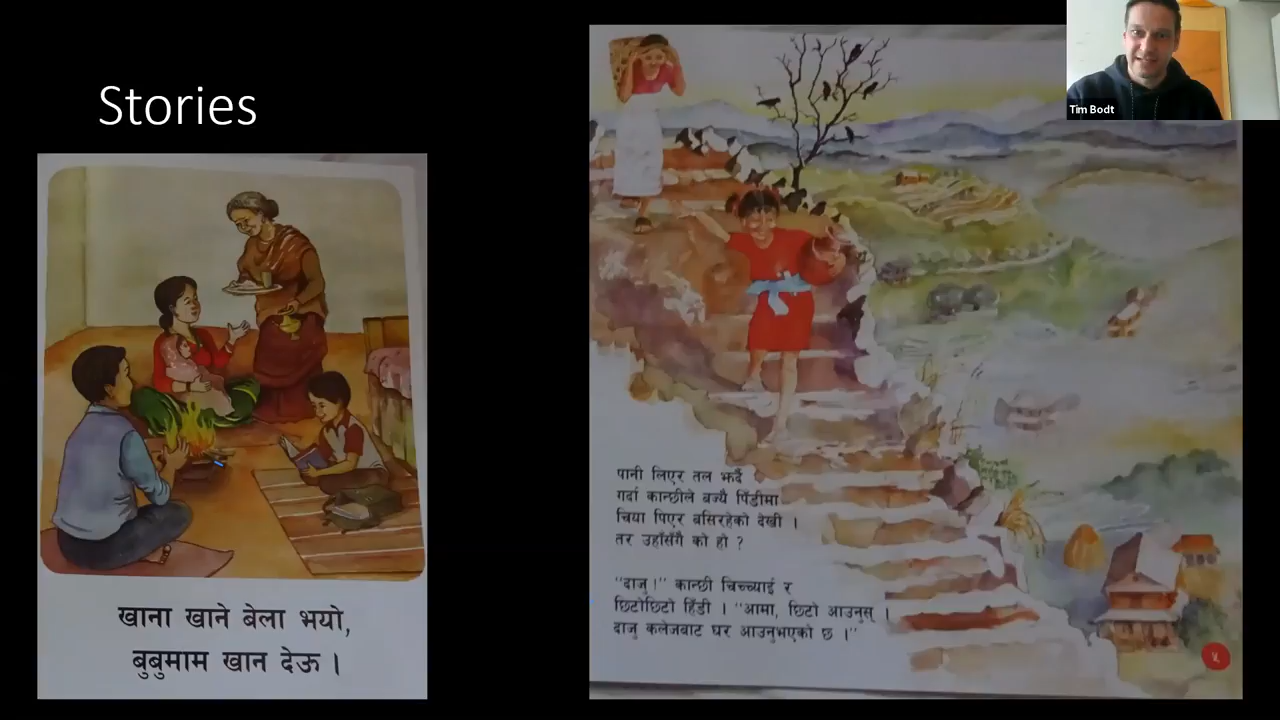 Stories
Tim Bodt
खाना खाने बेला भयो,
बुबुमाम खान देऊ ।
पानी लिएर तल झर्दै
गर्दा कान्छीले बज्यै पिँढीमा
चिया पिएर बसिरहेको देखी ।
तर उहाँसँगै को हो ?
"दाजु !" कान्छी चिच्च्याई र
छिटोछिटो हिँडी । "आमा, छिटो आउनुस् ।
दाजु कलेजबाट घर आउनुभएको छ ।"
५